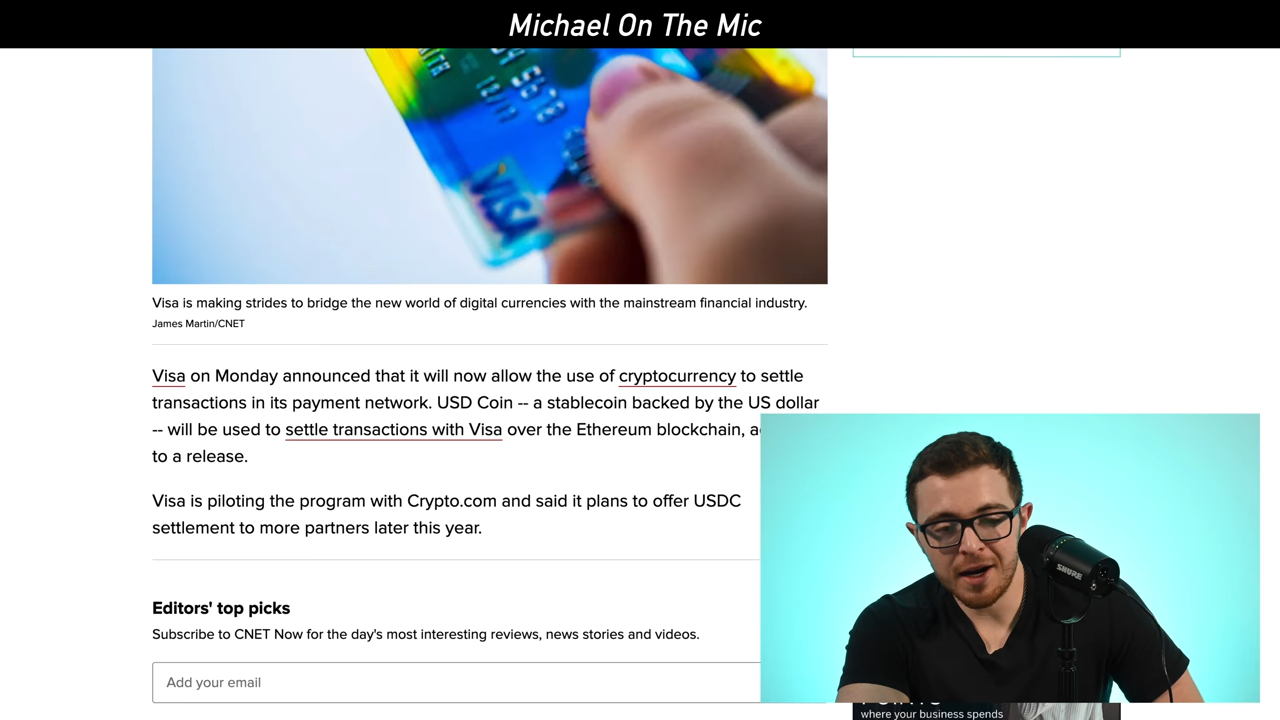 Michael On The Mic
VISA
Visa is making strides to bridge the new world of digital currencies with the mainstream financial industry.
James Martin/CNET
Visa on Monday announced that it will now allow the use of cryptocurrency to settle
transactions in its payment network. USD Coin -- a stablecoin backed by the US dollar
-- will be used to settle transactions with Visa over the Ethereum blockchain,
to a release.
Visa is piloting the program with Crypto.com and said it plans to offer USDC
settlement to more partners later this year.
SHURE
Editors' top picks
Subscribe to CNET Now for the day's most interesting reviews, news stories and videos.
Add your email
where your business spends